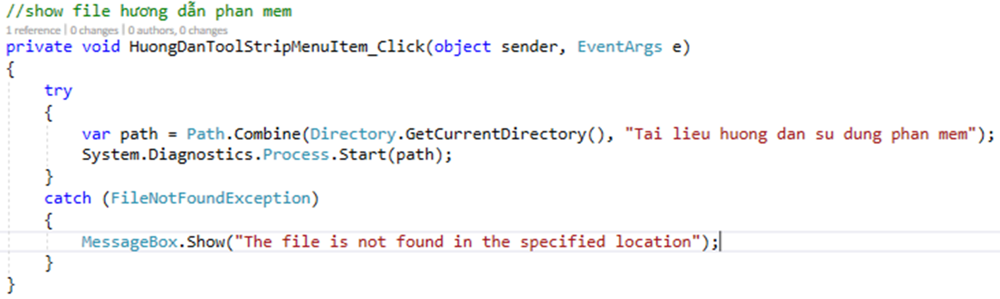 //show file hương dẫn phan mem
1 reference | 0 changes | 0 authors, 0 changes
private void HuongDanToolStripMenuItem_Click(object sender, EventArgs e)
{
try
{
var path = Path.Combine(Directory.GetCurrentDirectory(), "Tai lieu huong dan su dung phan mem");
System.Diagnostics.Process.Start(path);
}
catch (FileNotFoundException)
{
MessageBox.Show("The file is not found in the specified location");
}
}